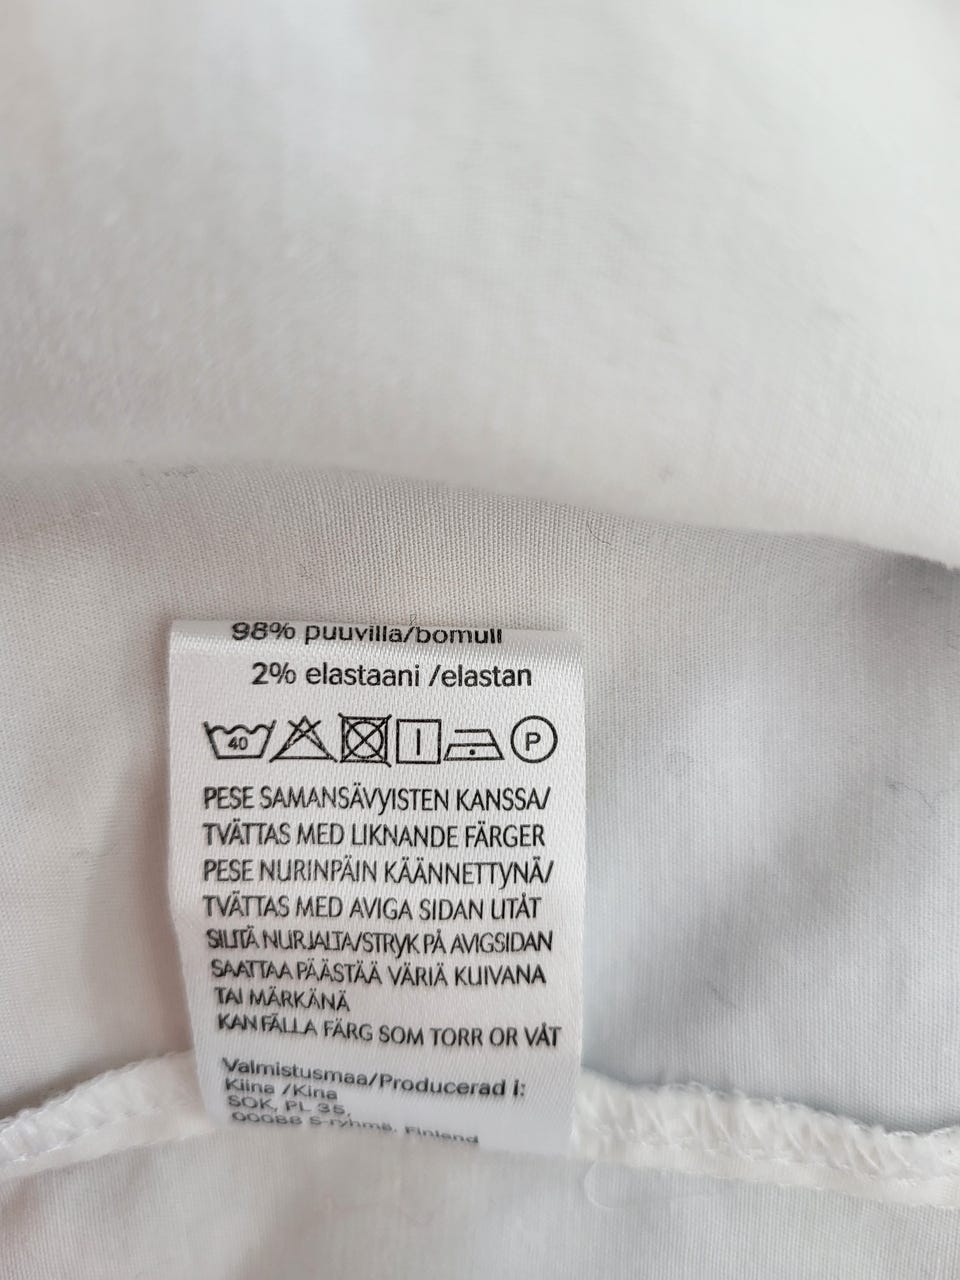 98% puuvilla/bomull
2% elastaani /elastan
40 P
PESE SAMANSÄVYISTEN KANSSA/
TVÄTTAS MED LIKNANDE FÄRGER
PESE NURINPÄIN KÄÄNNETTYNÄ/
TVÄTTAS MED AVIGA SIDAN UTÅT
SILITÄ NURJALTA/STRYK PÅ AVIGSIDAN
SAATTAA PÄÄSTÄÄ VÄRIÄ KUIVANA
TAI MÄRKÄNÄ
KAN FÄLLA FÄRG SOM TORR OR VÅT
Valmistusmaa/Producerad i:
Kiina /Kina
SOK, PL 35,
00088 S-ryhmä, Finland